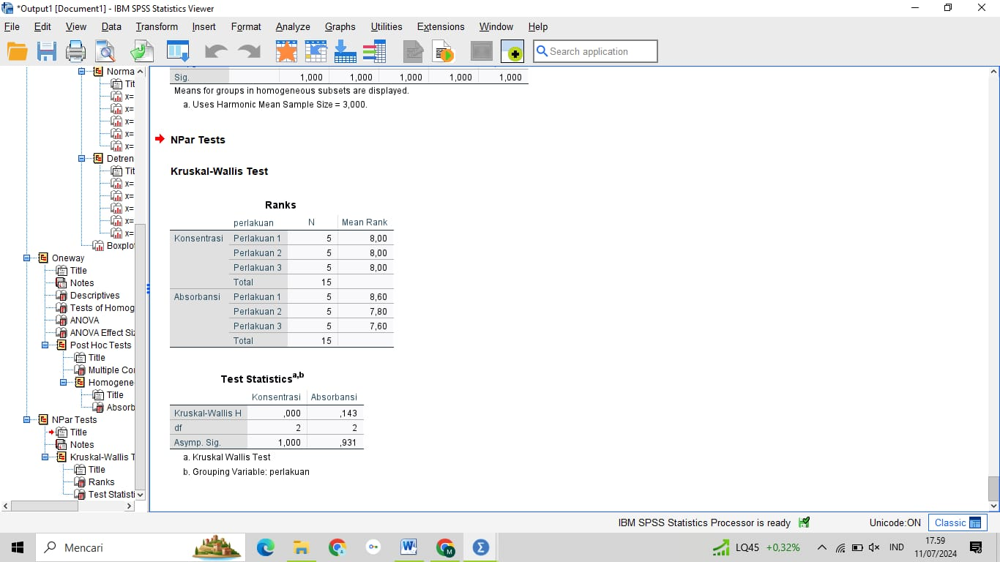 *Output1 [Document1] - IBM SPSS Statistics Viewer
File Edit View Data Transform Insert Format Analyze Graphs Utilities Extensions Window Help
Search application
Norma
Tit
x=
x=
x=
x=
x=
Detren
Tit
x=
x=
x=
x=
x=
Boxplo
Oneway
Title
Notes
Descriptives
Tests of Homog
ANOVA
ANOVA Effect Siz
Post Hoc Tests
Title
Multiple Co
Homogene
Title
Absorb
NPar Tests
Title
Notes
Kruskal-Wallis T
Title
Ranks
Test Statisti
Sig. 1,000 1,000 1,000 1,000 1,000
Means for groups in homogeneous subsets are displayed.
a. Uses Harmonic Mean Sample Size = 3,000.
NPar Tests
Kruskal-Wallis Test
Ranks
perlakuan N Mean Rank
Konsentrasi Perlakuan 1 5 8,00
Perlakuan 2 5 8,00
Perlakuan 3 5 8,00
Total 15
Absorbansi Perlakuan 1 5 8,60
Perlakuan 2 5 7,80
Perlakuan 3 5 7,60
Total 15
Test Statisticsa,b
Konsentrasi Absorbansi
Kruskal-Wallis H ,000 ,143
df 2 2
Asymp. Sig. 1,000 ,931
a. Kruskal Wallis Test
b. Grouping Variable: perlakuan
IBM SPSS Statistics Processor is ready Unicode:ON Classic
Mencari
W
M
Σ
LQ45 +0,32%
IND
17.59
11/07/2024